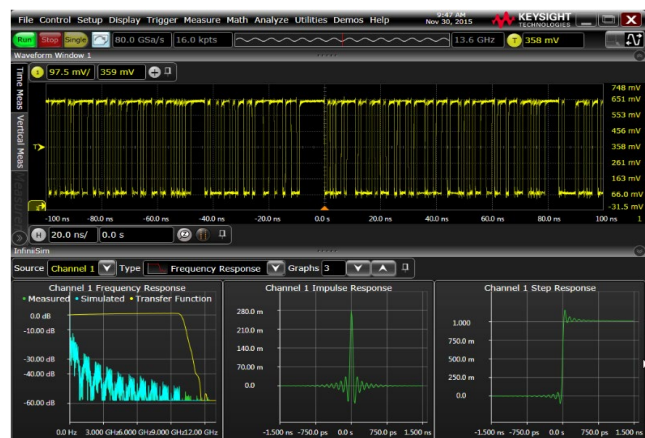 File Control Setup Display Trigger Measure Math Analyze Utilities Demos Help
9:47 AM
Nov 30, 2015
KEYSIGHT
TECHNOLOGIES
Run Stop Single 80.0 GSa/s 16.0 kpts 13.6 GHz T 358 mV
Waveform Window 1
1 97.5 mV/ 359 mV
Time Meas
Vertical Meas
Measurements
748 mV
651 mV
553 mV
456 mV
358 mV
261 mV
163 mV
66.0 mV
-31.5 mV
T
-100 ns -80.0 ns -60.0 ns -40.0 ns -20.0 ns 0.0 s 20.0 ns 40.0 ns 60.0 ns 80.0 ns 100 ns 1
H 20.0 ns/ 0.0 s
InfiniiSim
Source Channel 1 Type Frequency Response Graphs 3
Channel 1 Frequency Response
Measured Simulated Transfer Function
0.0 dB
-10.00 dB
-30.00 dB
-40.00 dB
-60.00 dB
0.0 Hz 3.000 GHz 6.000 GHz 9.000 GHz 12.00 GHz
Channel 1 Impulse Response
280.0 m
210.0 m
140.0 m
70.00 m
0.0
-1.500 ns -750.0 ps 0.0 s 750.0 ps 1.500 ns
Channel 1 Step Response
1.000
750.0 m
500.0 m
250.0 m
0.0
-1.500 ns -750.0 ps 0.0 s 750.0 ps 1.500 ns